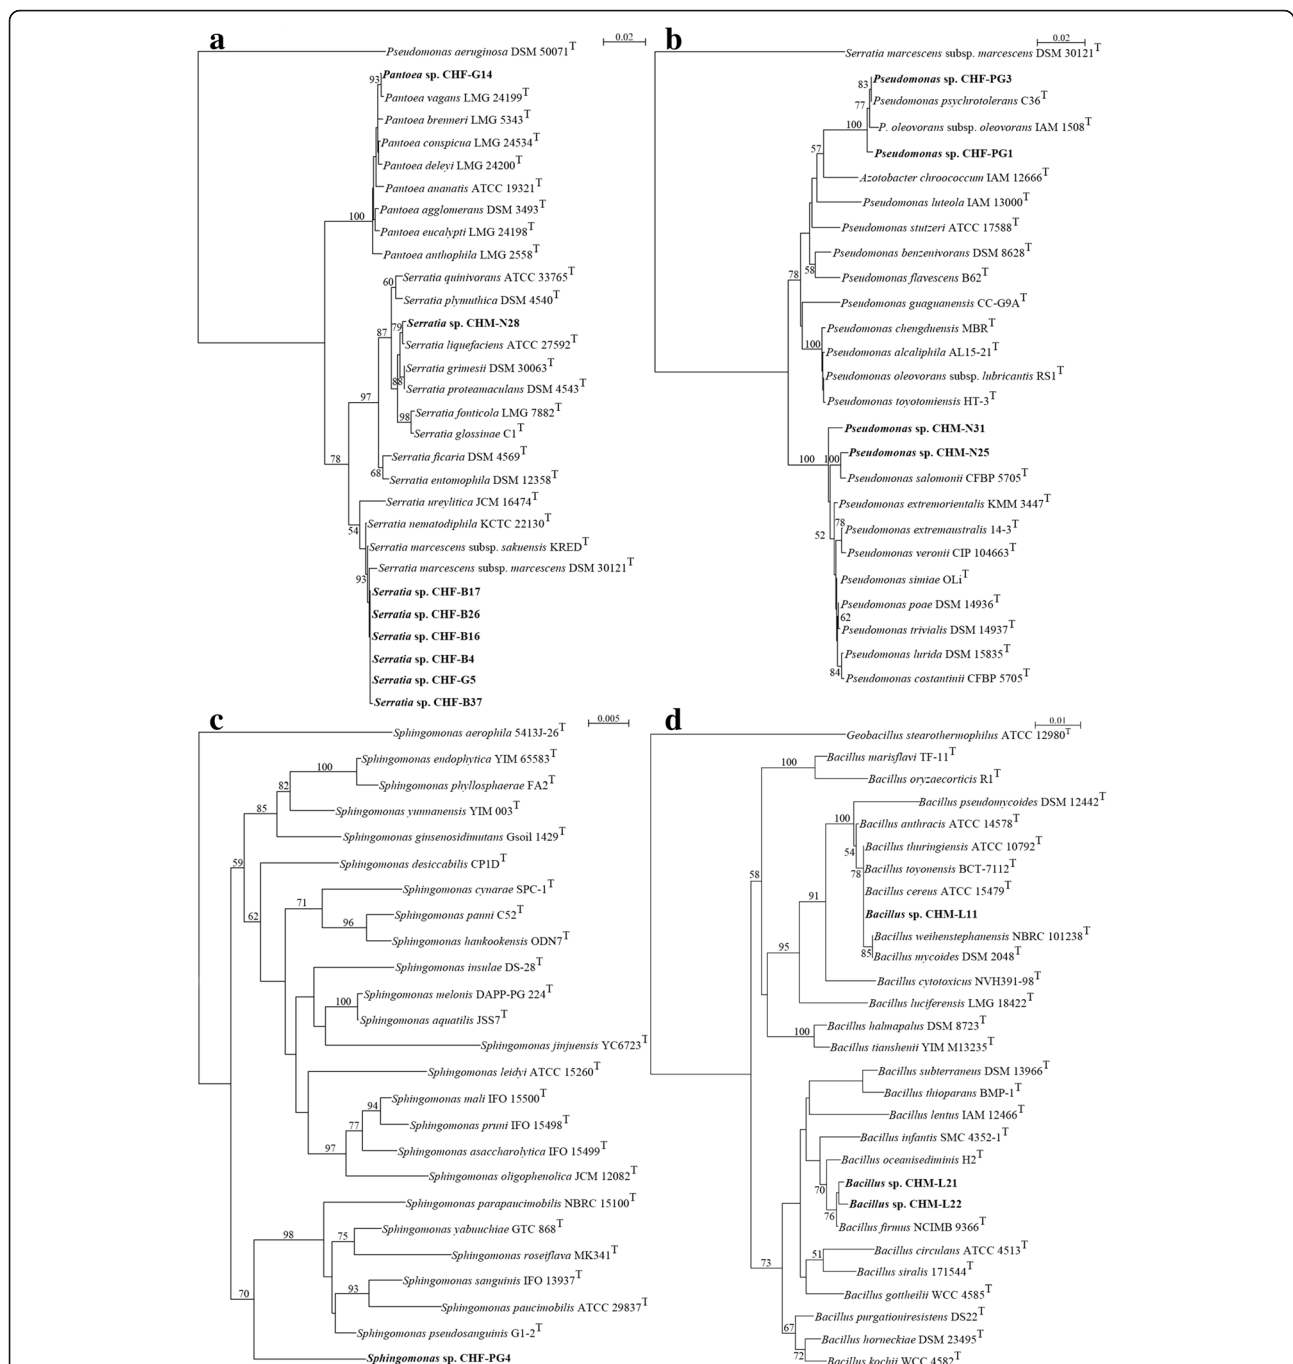 a
0.02
Pseudomonas aeruginosa DSM 50071T
Pantoea sp. CHF-G14
93
Pantoea vagans LMG 24199T
Pantoea brenneri LMG 5343T
Pantoea conspicua LMG 24534T
Pantoea deleyi LMG 24200T
Pantoea ananatis ATCC 19321T
Pantoea agglomerans DSM 3493T
100
Pantoea eucalypti LMG 24198T
Pantoea anthophila LMG 2558T
Serratia quinivorans ATCC 33765T
60
Serratia plymuthica DSM 4540T
Serratia sp. CHM-N28
79
87
Serratia liquefaciens ATCC 27592T
Serratia grimesii DSM 30063T
88
Serratia proteamaculans DSM 4543T
97
Serratia fonticola LMG 7882T
98
Serratia glossinae C1T
Serratia ficaria DSM 4569T
78
68
Serratia entomophila DSM 12358T
Serratia ureylitica JCM 16474T
Serratia nematodiphila KCTC 22130T
54
Serratia marcescens subsp. sakuensis KREDT
Serratia marcescens subsp. marcescens DSM 30121T
93
Serratia sp. CHF-B17
Serratia sp. CHF-B26
Serratia sp. CHF-B16
Serratia sp. CHF-B4
Serratia sp. CHF-G5
Serratia sp. CHF-B37
b
0.02
Serratia marcescens subsp. marcescens DSM 30121T
Pseudomonas sp. CHF-PG3
83
Pseudomonas psychrotolerans C36T
77
100
P. oleovorans subsp. oleovorans IAM 1508T
57
Pseudomonas sp. CHF-PG1
Azotobacter chroococcum IAM 12666T
Pseudomonas luteola IAM 13000T
Pseudomonas stutzeri ATCC 17588T
Pseudomonas benzenivorans DSM 8628T
58
78
Pseudomonas flavescens B62T
Pseudomonas guaguanensis CC-G9AT
Pseudomonas chengduensis MBRT
100
Pseudomonas alcaliphila AL15-21T
Pseudomonas oleovorans subsp. lubricantis RS1T
Pseudomonas toyotomiensis HT-3T
Pseudomonas sp. CHM-N31
Pseudomonas sp. CHM-N25
100
100
Pseudomonas salomonii CFBP 5705T
Pseudomonas extremorientalis KMM 3447T
78
Pseudomonas extremaustralis 14-3T
52
Pseudomonas veronii CIP 104663T
Pseudomonas simiae OLiT
Pseudomonas poae DSM 14936T
62
Pseudomonas trivialis DSM 14937T
Pseudomonas lurida DSM 15835T
84
Pseudomonas costantinii CFBP 5705T
c
0.005
Sphingomonas aerophila 5413J-26T
Sphingomonas endophytica YIM 65583T
100
Sphingomonas phyllosphaerae FA2T
82
85
Sphingomonas yunnanensis YIM 003T
Sphingomonas ginsenosidimutans Gsoil 1429T
59
Sphingomonas desiccabilis CP1DT
Sphingomonas cynarae SPC-1T
71
62
Sphingomonas panni C52T
96
Sphingomonas hankookensis ODN7T
Sphingomonas insulae DS-28T
Sphingomonas melonis DAPP-PG 224T
100
Sphingomonas aquatilis JSS7T
Sphingomonas jinjuensis YC6723T
Sphingomonas leidyi ATCC 15260T
Sphingomonas mali IFO 15500T
94
Sphingomonas pruni IFO 15498T
77
97
Sphingomonas asaccharolytica IFO 15499T
Sphingomonas oligophenolica JCM 12082T
Sphingomonas parapaucimobilis NBRC 15100T
98
Sphingomonas yabuuchiae GTC 868T
75
Sphingomonas roseiflava MK341T
Sphingomonas sanguinis IFO 13937T
93
70
Sphingomonas paucimobilis ATCC 29837T
Sphingomonas pseudosanguinis G1-2T
Sphingomonas sp. CHF-PG4
d
0.01
Geobacillus stearothermophilus ATCC 12980T
Bacillus marisflavi TF-11T
100
Bacillus oryzaecorticis R1T
Bacillus pseudomycoides DSM 12442T
100
Bacillus anthracis ATCC 14578T
Bacillus thuringiensis ATCC 10792T
54
Bacillus toyonensis BCT-7112T
78
58
Bacillus cereus ATCC 15479T
91
Bacillus sp. CHM-L11
Bacillus weihenstephanensis NBRC 101238T
95
85
Bacillus mycoides DSM 2048T
Bacillus cytotoxicus NVH391-98T
Bacillus luciferensis LMG 18422T
Bacillus halmapalus DSM 8723T
100
Bacillus tianshenii YIM M13235T
Bacillus subterraneus DSM 13966T
Bacillus thioparans BMP-1T
Bacillus lentus IAM 12466T
Bacillus infantis SMC 4352-1T
Bacillus oceanisediminis H2T
Bacillus sp. CHM-L21
70
Bacillus sp. CHM-L22
76
Bacillus firmus NCIMB 9366T
Bacillus circulans ATCC 4513T
51
73
Bacillus siralis 171544T
Bacillus gottheilii WCC 4585T
Bacillus purgationiresistens DS22T
67
Bacillus horneckiae DSM 23495T
72
Bacillus kochii WCC 4582T